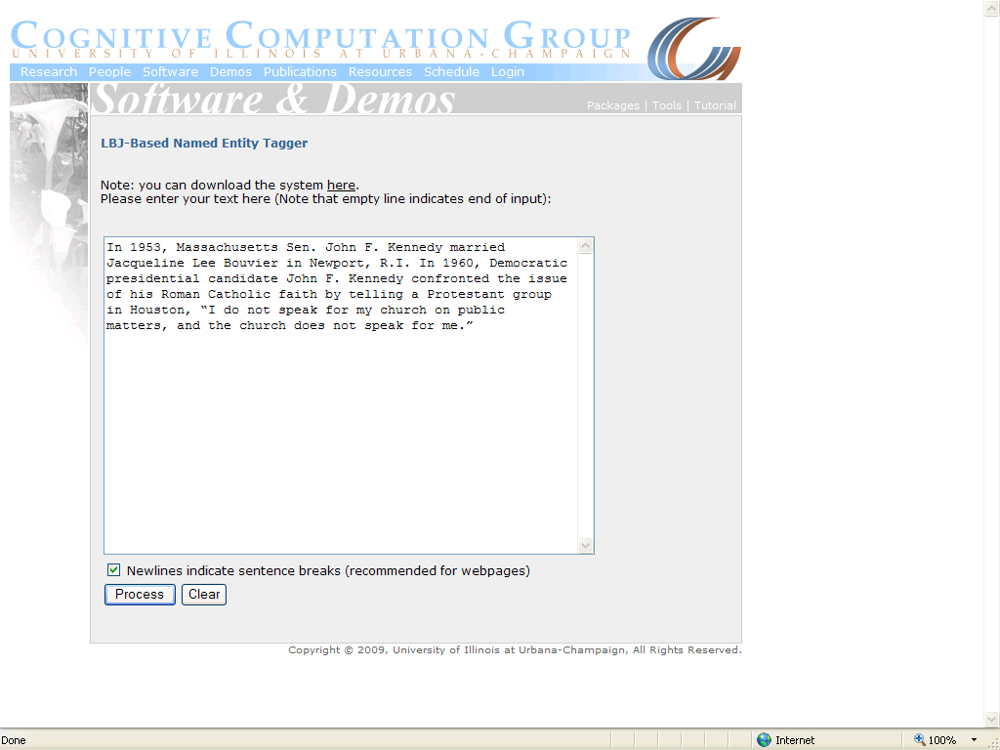 COGNITIVE COMPUTATION GROUP
UNIVERSITY OF ILLINOIS AT URBANA-CHAMPAIGN
Research People Software Demos Publications Resources Schedule Login
Software & Demos
Packages | Tools | Tutorial
LBJ-Based Named Entity Tagger
Note: you can download the system here.
Please enter your text here (Note that empty line indicates end of input):
In 1953, Massachusetts Sen. John F. Kennedy married
Jacqueline Lee Bouvier in Newport, R.I. In 1960, Democratic
presidential candidate John F. Kennedy confronted the issue
of his Roman Catholic faith by telling a Protestant group
in Houston, “I do not speak for my church on public
matters, and the church does not speak for me.”
Newlines indicate sentence breaks (recommended for webpages)
Process Clear
Copyright © 2009, University of Illinois at Urbana-Champaign, All Rights Reserved.
Done Internet 100%